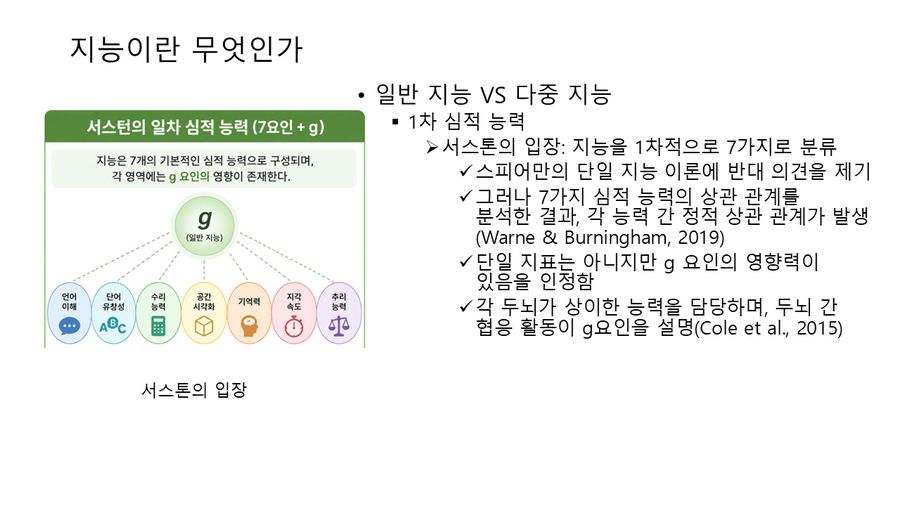 지능이란 무엇인가
서스턴의 일차 심적 능력 (7요인 + g)
지능은 7개의 기본적인 심적 능력으로 구성되며,
각 영역에는 g 요인의 영향이 존재한다.
g
(일반 지능)
언어
이해
단어
유창성
ABC
수리
능력
공간
시각화
기억력
지각
속도
추리
능력
서스톤의 입장
• 일반 지능 VS 다중 지능
▪ 1차 심적 능력
➢서스톤의 입장: 지능을 1차적으로 7가지로 분류
✓스피어만의 단일 지능 이론에 반대 의견을 제기
✓그러나 7가지 심적 능력의 상관 관계를
분석한 결과, 각 능력 간 정적 상관 관계가 발생
(Warne & Burningham, 2019)
✓단일 지표는 아니지만 g 요인의 영향력이
있음을 인정함
✓각 두뇌가 상이한 능력을 담당하며, 두뇌 간
협응 활동이 g요인을 설명(Cole et al., 2015)